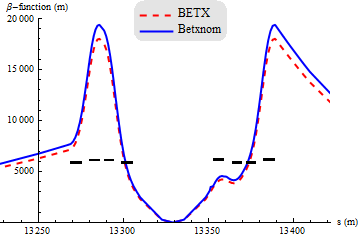 β-function (m)
BETX
Betxnom
20 000
15 000
10 000
5000
s (m)
13 250
13 300
13 350
13 400